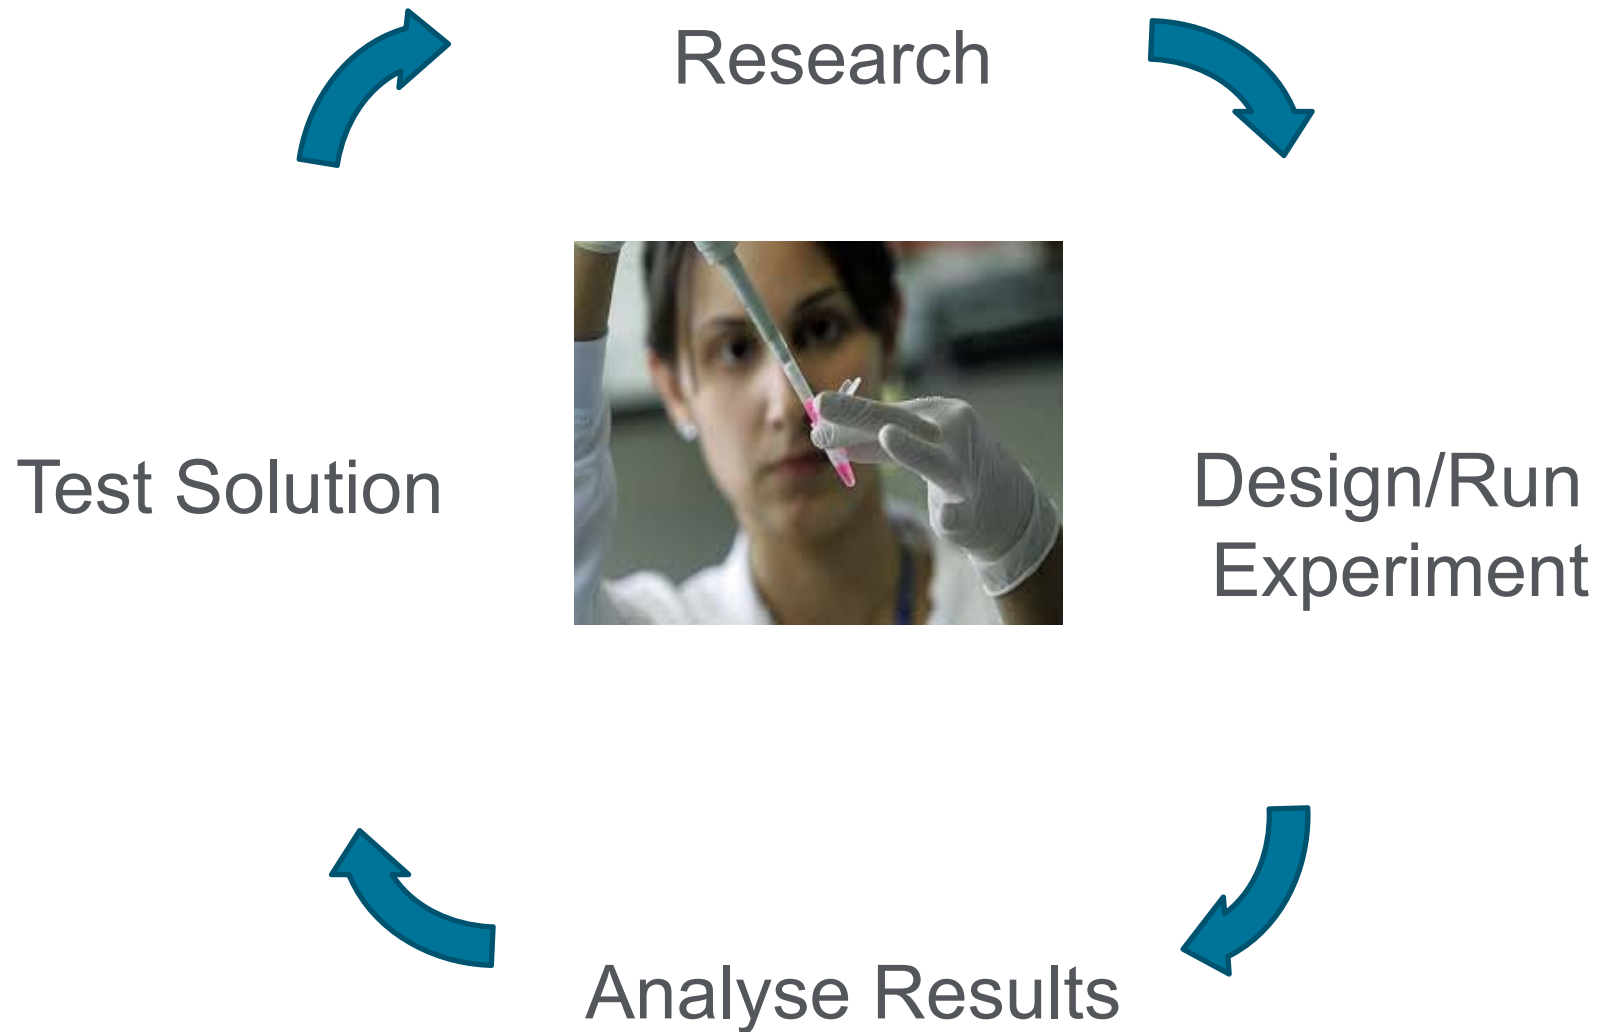 Research
Test Solution
Design/Run
Experiment
Analyse Results